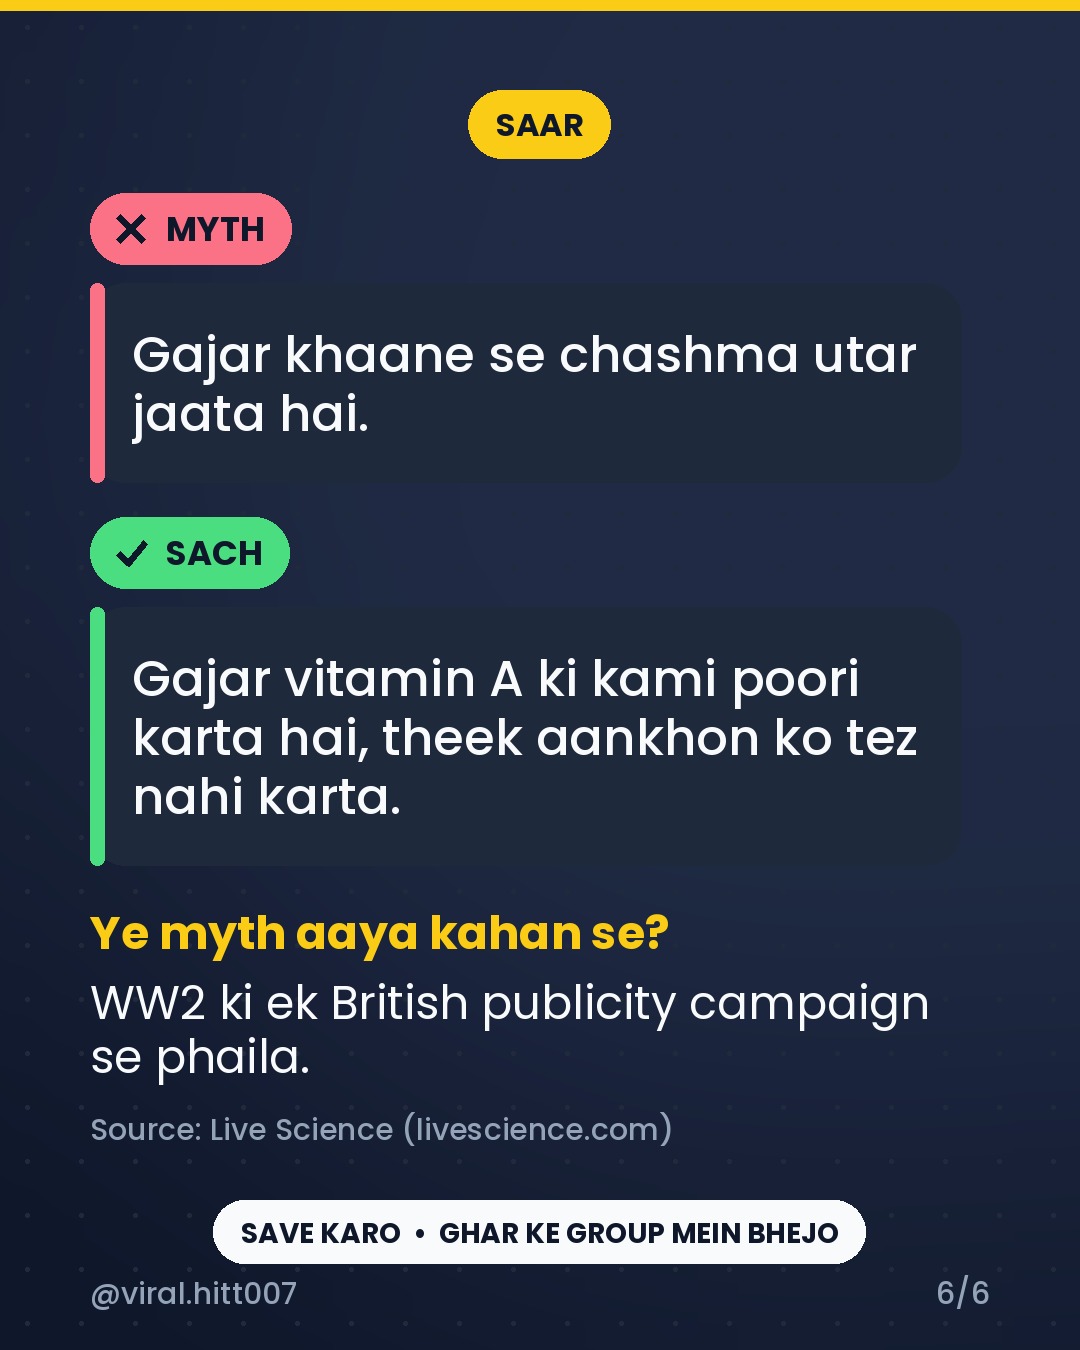 SAAR
MYTH
Gajar khaane se chashma utar
jaata hai.
SACH
Gajar vitamin A ki kami poori
karta hai, theek aankhon ko tez
nahi karta.
Ye myth aaya kahan se?
WW2 ki ek British publicity campaign
se phaila.
Source: Live Science (livescience.com)
SAVE KARO • GHAR KE GROUP MEIN BHEJO
@viral.hitt007
6/6